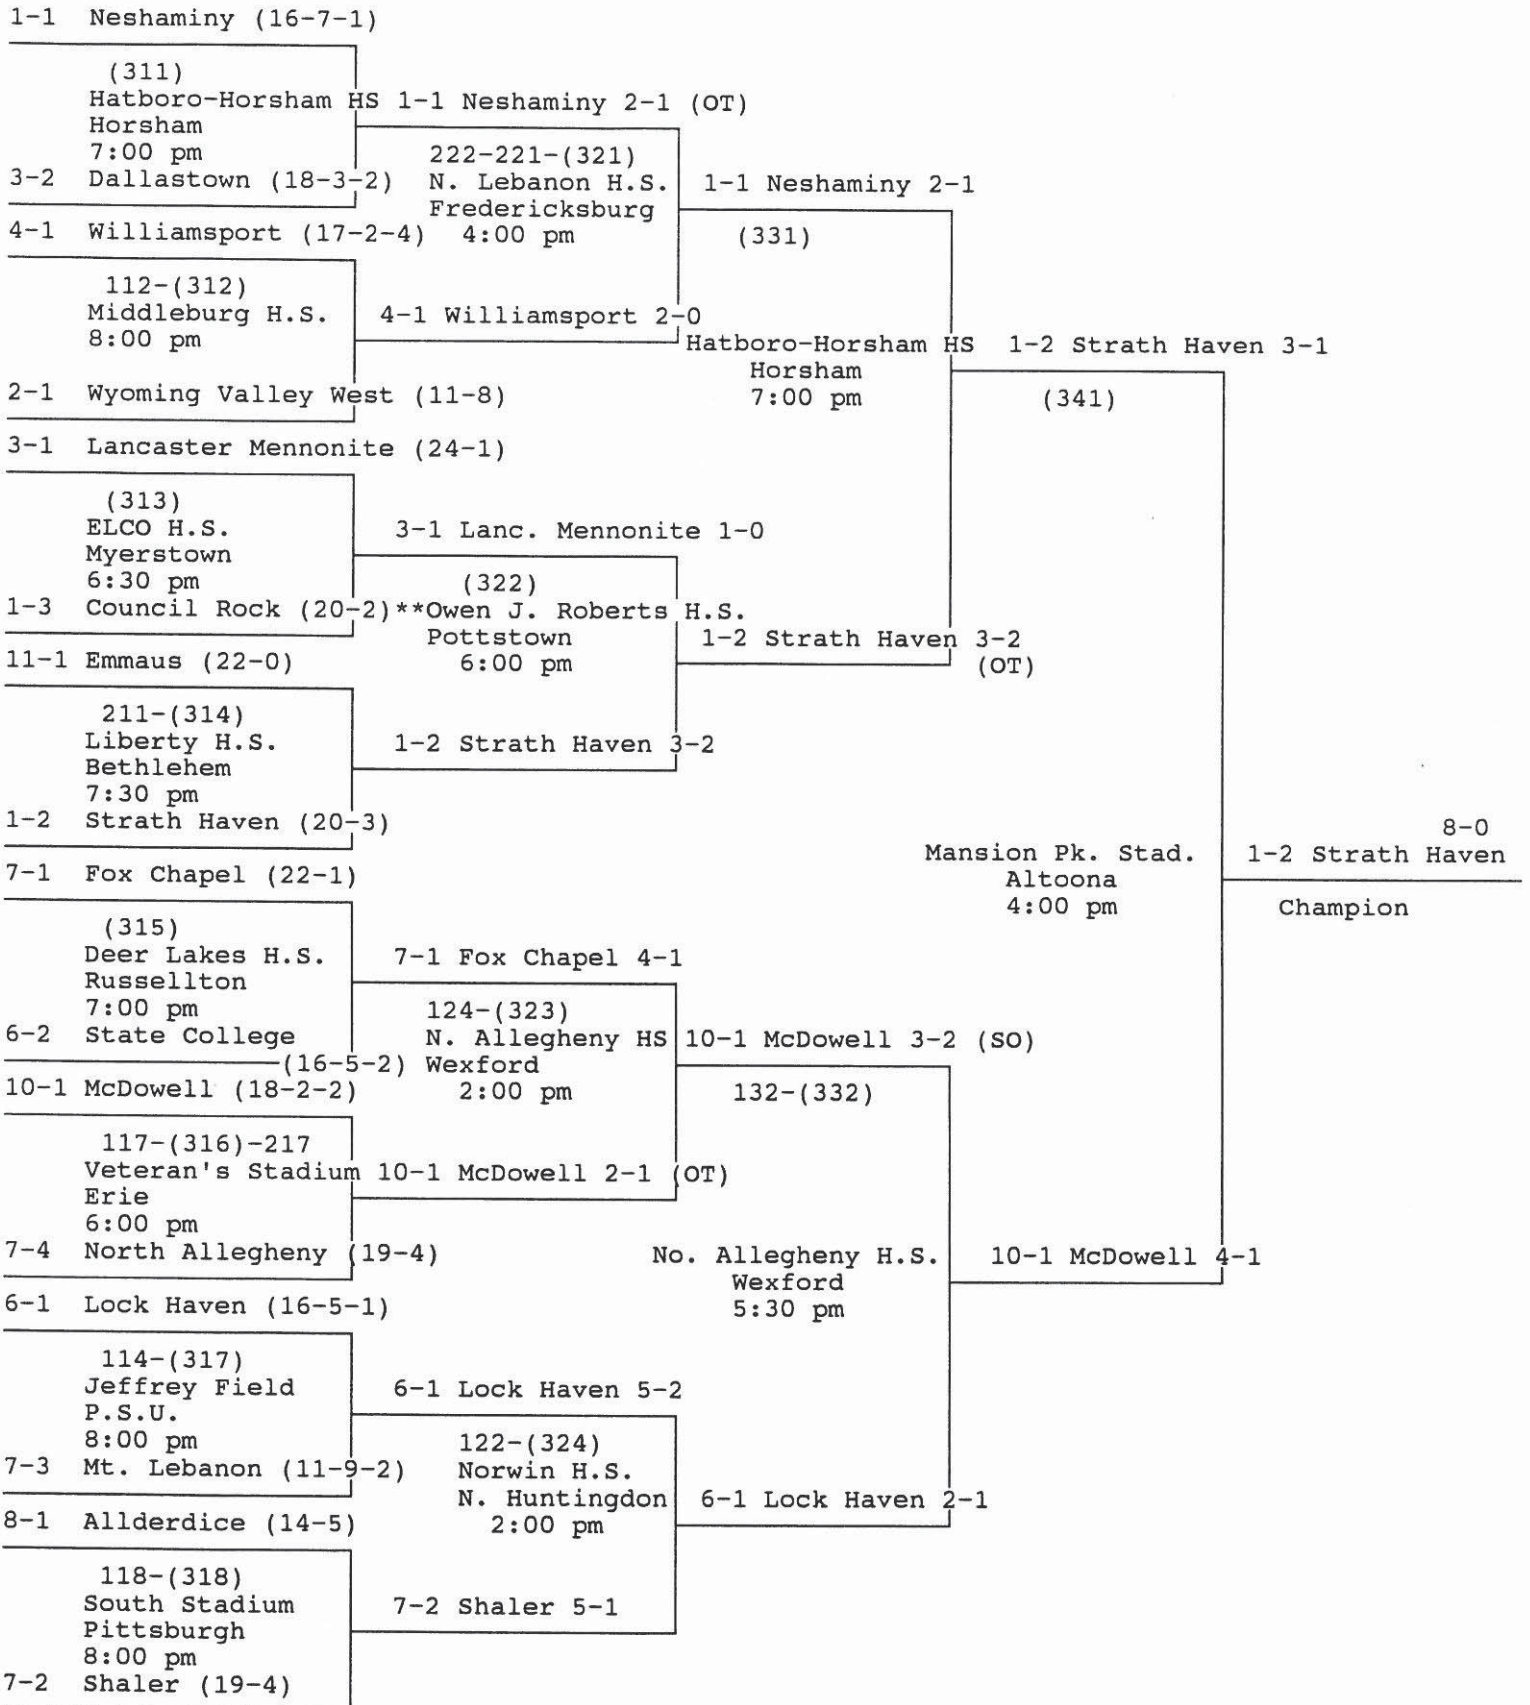 1-1 Neshaminy (16-7-1)
(311)
Hatboro-Horsham HS
Horsham
7:00 pm
3-2 Dallastown (18-3-2)
4-1 Williamsport (17-2-4)
112-(312)
Middleburg H.S.
8:00 pm
2-1 Wyoming Valley West (11-8)
3-1 Lancaster Mennonite (24-1)
(313)
ELCO H.S.
Myerstown
6:30 pm
1-3 Council Rock (20-2)
11-1 Emmaus (22-0)
211-(314)
Liberty H.S.
Bethlehem
7:30 pm
1-2 Strath Haven (20-3)
7-1 Fox Chapel (22-1)
(315)
Deer Lakes H.S.
Russellton
7:00 pm
6-2 State College
(16-5-2)
10-1 McDowell (18-2-2)
117-(316)-217
Veteran's Stadium
Erie
6:00 pm
7-4 North Allegheny (19-4)
6-1 Lock Haven (16-5-1)
114-(317)
Jeffrey Field
P.S.U.
8:00 pm
7-3 Mt. Lebanon (11-9-2)
8-1 Allderdice (14-5)
118-(318)
South Stadium
Pittsburgh
8:00 pm
7-2 Shaler (19-4)
1-1 Neshaminy 2-1 (OT)
222-221-(321)
N. Lebanon H.S.
Fredericksburg
4:00 pm
4-1 Williamsport 2-0
3-1 Lanc. Mennonite 1-0
(322)
**Owen J. Roberts H.S.
Pottstown
6:00 pm
1-2 Strath Haven 3-2
7-1 Fox Chapel 4-1
124-(323)
N. Allegheny HS
Wexford
2:00 pm
10-1 McDowell 2-1 (OT)
6-1 Lock Haven 5-2
122-(324)
Norwin H.S.
N. Huntingdon
2:00 pm
7-2 Shaler 5-1
1-1 Neshaminy 2-1
(331)
Hatboro-Horsham HS
Horsham
7:00 pm
1-2 Strath Haven 3-2
(OT)
10-1 McDowell 3-2 (SO)
132-(332)
No. Allegheny H.S.
Wexford
5:30 pm
6-1 Lock Haven 2-1
1-2 Strath Haven 3-1
(341)
Mansion Pk. Stad.
Altoona
4:00 pm
10-1 McDowell 4-1
8-0
1-2 Strath Haven
Champion